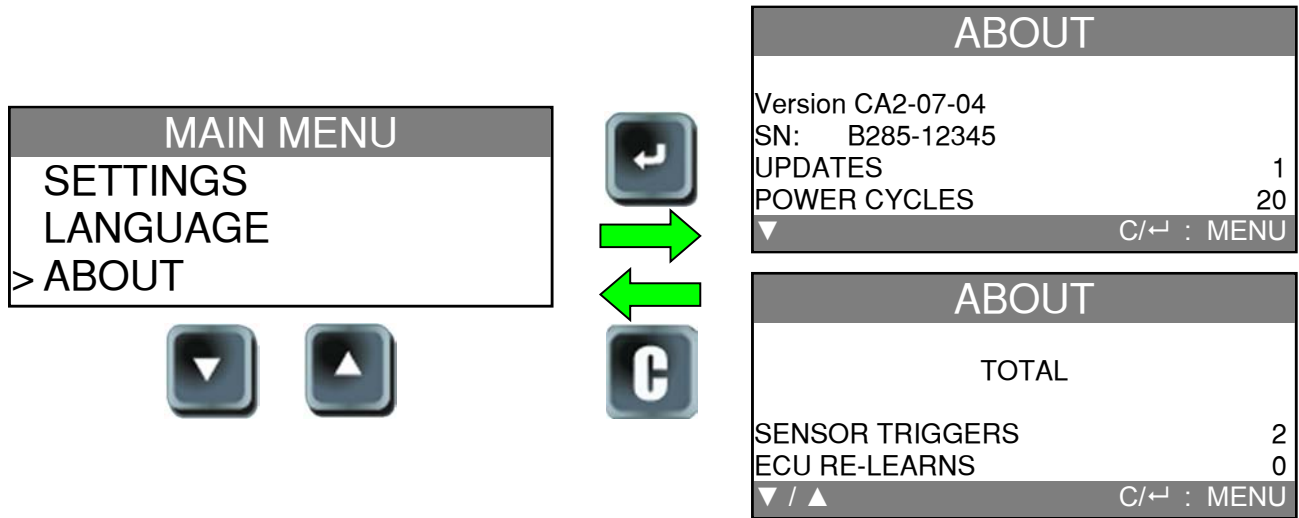 MAIN MENU
SETTINGS
LANGUAGE
> ABOUT
▼ ▲
↵
C
ABOUT
Version CA2-07-04
SN: B285-12345
UPDATES 1
POWER CYCLES 20
▼ C/↵ : MENU
ABOUT
TOTAL
SENSOR TRIGGERS 2
ECU RE-LEARNS 0
▼ / ▲ C/↵ : MENU